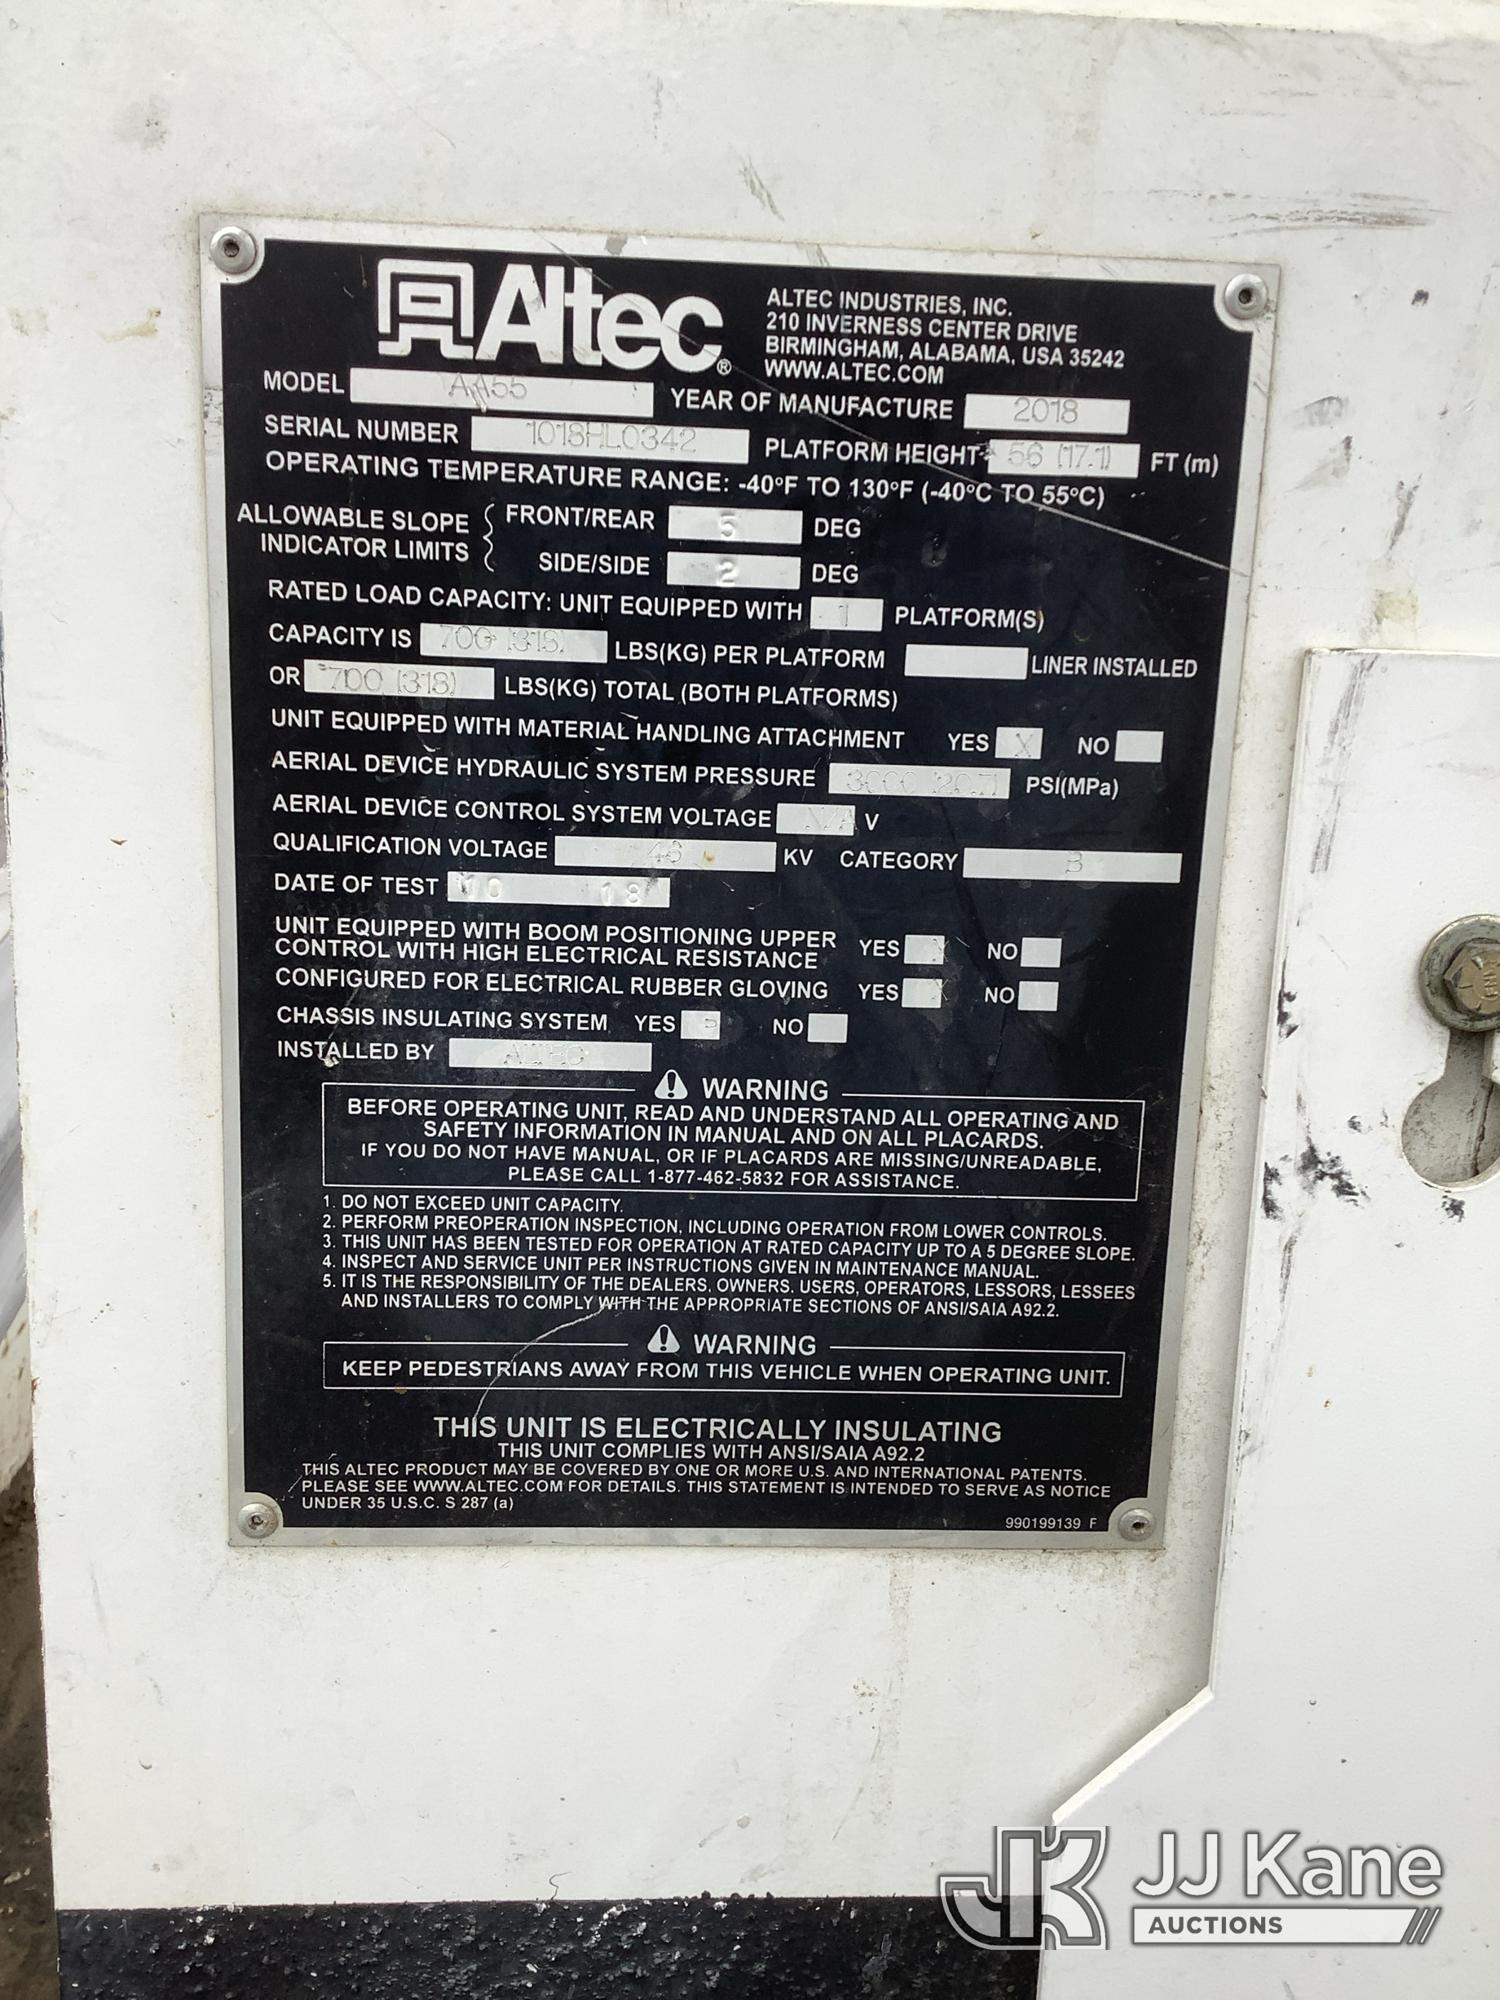 Altec®
ALTEC INDUSTRIES, INC.
210 INVERNESS CENTER DRIVE
BIRMINGHAM, ALABAMA, USA 35242
WWW.ALTEC.COM
MODEL AA55 YEAR OF MANUFACTURE 2018
SERIAL NUMBER 1018HL0342 PLATFORM HEIGHT 56 (17.1) FT (m)
OPERATING TEMPERATURE RANGE: -40°F TO 130°F (-40°C TO 55°C)
ALLOWABLE SLOPE INDICATOR LIMITS { FRONT/REAR 5 DEG
SIDE/SIDE 2 DEG
RATED LOAD CAPACITY: UNIT EQUIPPED WITH 1 PLATFORM(S)
CAPACITY IS 700 (318) LBS(KG) PER PLATFORM LINER INSTALLED
OR 700 (318) LBS(KG) TOTAL (BOTH PLATFORMS)
UNIT EQUIPPED WITH MATERIAL HANDLING ATTACHMENT YES X NO
AERIAL DEVICE HYDRAULIC SYSTEM PRESSURE 3000 (20.7) PSI(MPa)
AERIAL DEVICE CONTROL SYSTEM VOLTAGE N/A V
QUALIFICATION VOLTAGE 46 KV CATEGORY B
DATE OF TEST 10 18
UNIT EQUIPPED WITH BOOM POSITIONING UPPER
CONTROL WITH HIGH ELECTRICAL RESISTANCE YES X NO
CONFIGURED FOR ELECTRICAL RUBBER GLOVING YES X NO
CHASSIS INSULATING SYSTEM YES NO
INSTALLED BY ALTEC
WARNING
BEFORE OPERATING UNIT, READ AND UNDERSTAND ALL OPERATING AND
SAFETY INFORMATION IN MANUAL AND ON ALL PLACARDS.
IF YOU DO NOT HAVE MANUAL, OR IF PLACARDS ARE MISSING/UNREADABLE,
PLEASE CALL 1-877-462-5832 FOR ASSISTANCE.
1. DO NOT EXCEED UNIT CAPACITY.
2. PERFORM PREOPERATION INSPECTION, INCLUDING OPERATION FROM LOWER CONTROLS.
3. THIS UNIT HAS BEEN TESTED FOR OPERATION AT RATED CAPACITY UP TO A 5 DEGREE SLOPE.
4. INSPECT AND SERVICE UNIT PER INSTRUCTIONS GIVEN IN MAINTENANCE MANUAL.
5. IT IS THE RESPONSIBILITY OF THE DEALERS, OWNERS, USERS, OPERATORS, LESSORS, LESSEES
AND INSTALLERS TO COMPLY WITH THE APPROPRIATE SECTIONS OF ANSI/SAIA A92.2.
WARNING
KEEP PEDESTRIANS AWAY FROM THIS VEHICLE WHEN OPERATING UNIT.
THIS UNIT IS ELECTRICALLY INSULATING
THIS UNIT COMPLIES WITH ANSI/SAIA A92.2
THIS ALTEC PRODUCT MAY BE COVERED BY ONE OR MORE U.S. AND INTERNATIONAL PATENTS.
PLEASE SEE WWW.ALTEC.COM FOR DETAILS. THIS STATEMENT IS INTENDED TO SERVE AS NOTICE
UNDER 35 U.S.C. S 287 (a)
990199139 F
JK JJ Kane
AUCTIONS